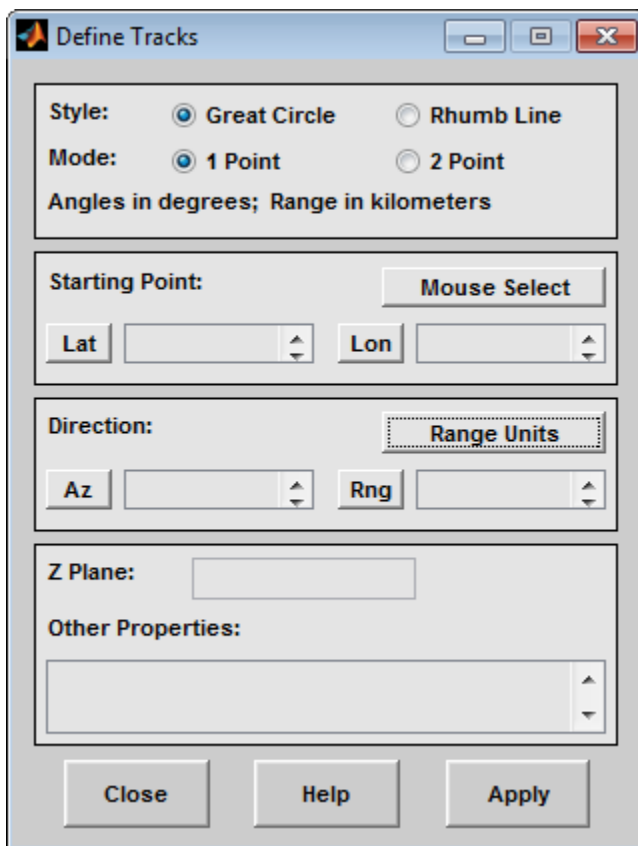 Define Tracks
Style: Great Circle Rhumb Line
Mode: 1 Point 2 Point
Angles in degrees; Range in kilometers
Starting Point: Mouse Select
Lat Lon
Direction: Range Units
Az Rng
Z Plane:
Other Properties:
Close Help Apply